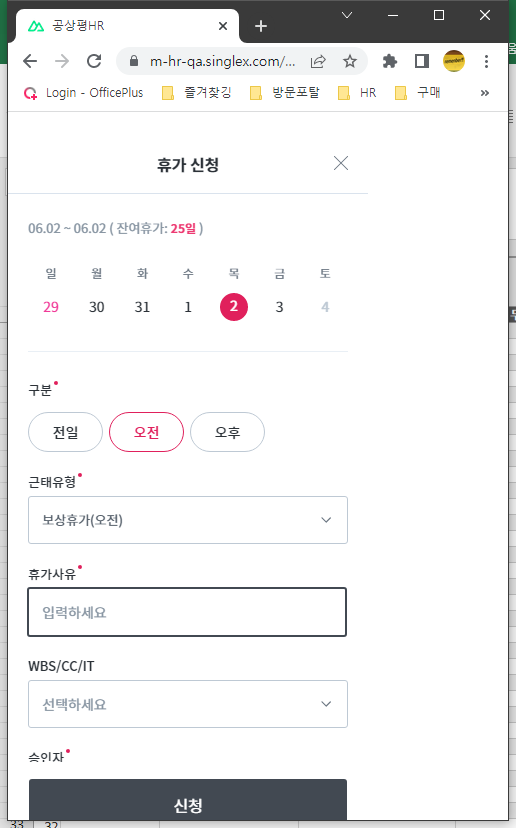 공상평HR
m-hr-qa.singlex.com/...
Login - OfficePlus 즐겨찾깅 방문포탈 HR 구매 »
휴가 신청
06.02 ~ 06.02 ( 잔여휴가: 25일 )
일 월 화 수 목 금 토
29 30 31 1 2 3 4
구분
전일 오전 오후
근태유형
보상휴가(오전)
휴가사유
입력하세요
WBS/CC/IT
선택하세요
승인자
신청
33 32